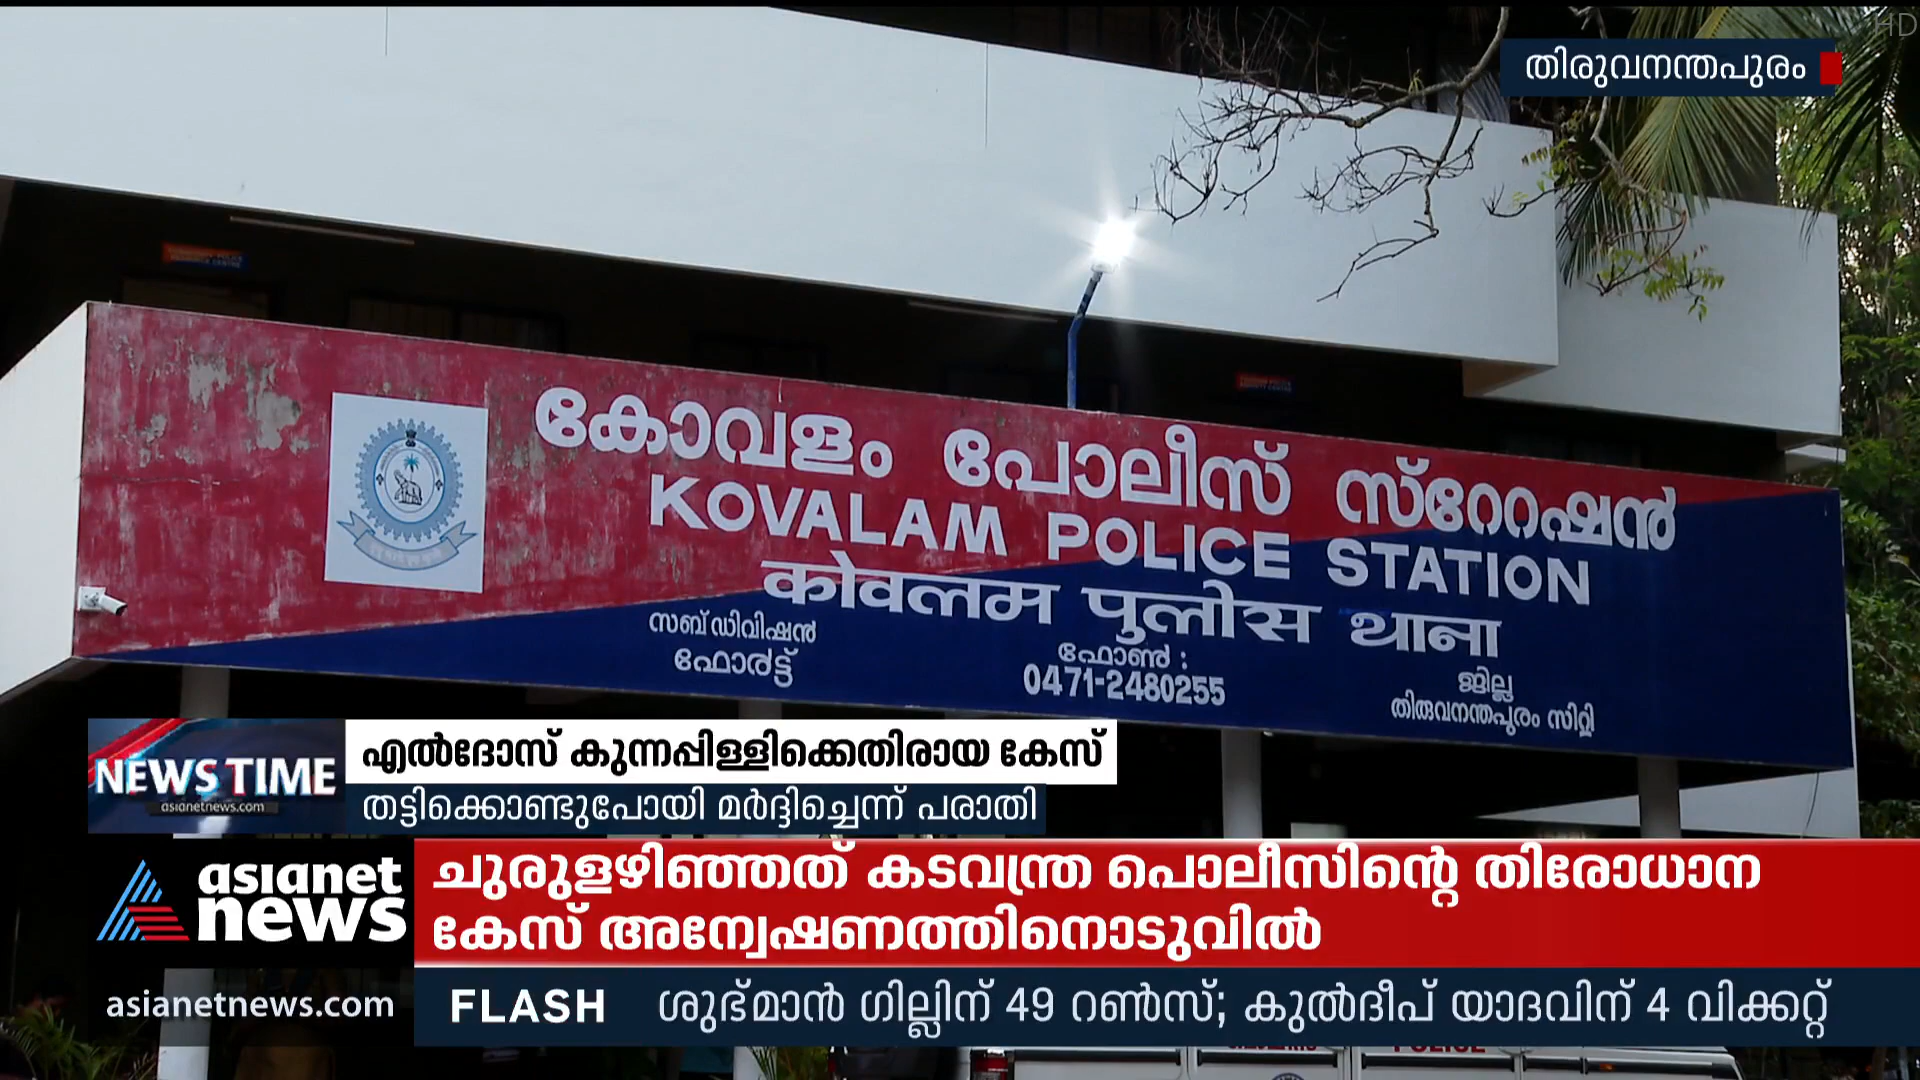 HD
തിരുവനന്തപുരം
കോവളം പോലീസ് സ്റ്റേഷൻ
KOVALAM POLICE STATION
कोवलम पुलीस थाना
സബ് ഡിവിഷൻ
ഫോർട്ട്
ഫോൺ :
0471-2480255
ജില്ല
തിരുവനന്തപുരം സിറ്റി
NEWS TIME
asianetnews.com
എൽദോസ് കുന്നപ്പിള്ളിക്കെതിരായ കേസ്
തട്ടിക്കൊണ്ടുപോയി മർദ്ദിച്ചെന്ന് പരാതി
asianet
news
ചുരുളഴിഞ്ഞത് കടവന്ത്ര പൊലീസിന്റെ തിരോധാന
കേസ് അന്വേഷണത്തിനൊടുവിൽ
asianetnews.com
FLASH ശുഭ്മാൻ ഗില്ലിന് 49 റൺസ്; കുൽദീപ് യാദവിന് 4 വിക്കറ്റ്
POLICE